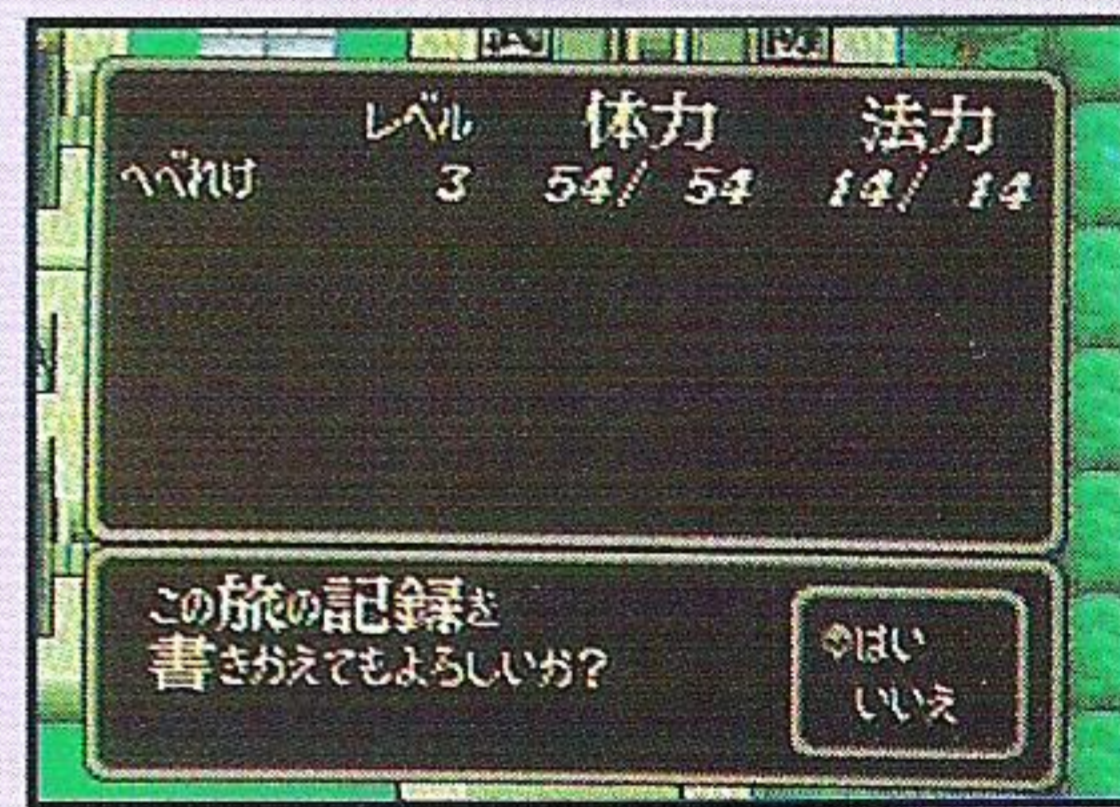 レベル 体力 法力
へべれけ 3 54/ 54 14/ 14
この旅の記録を
書きかえてもよろしいか?
はい
いいえ